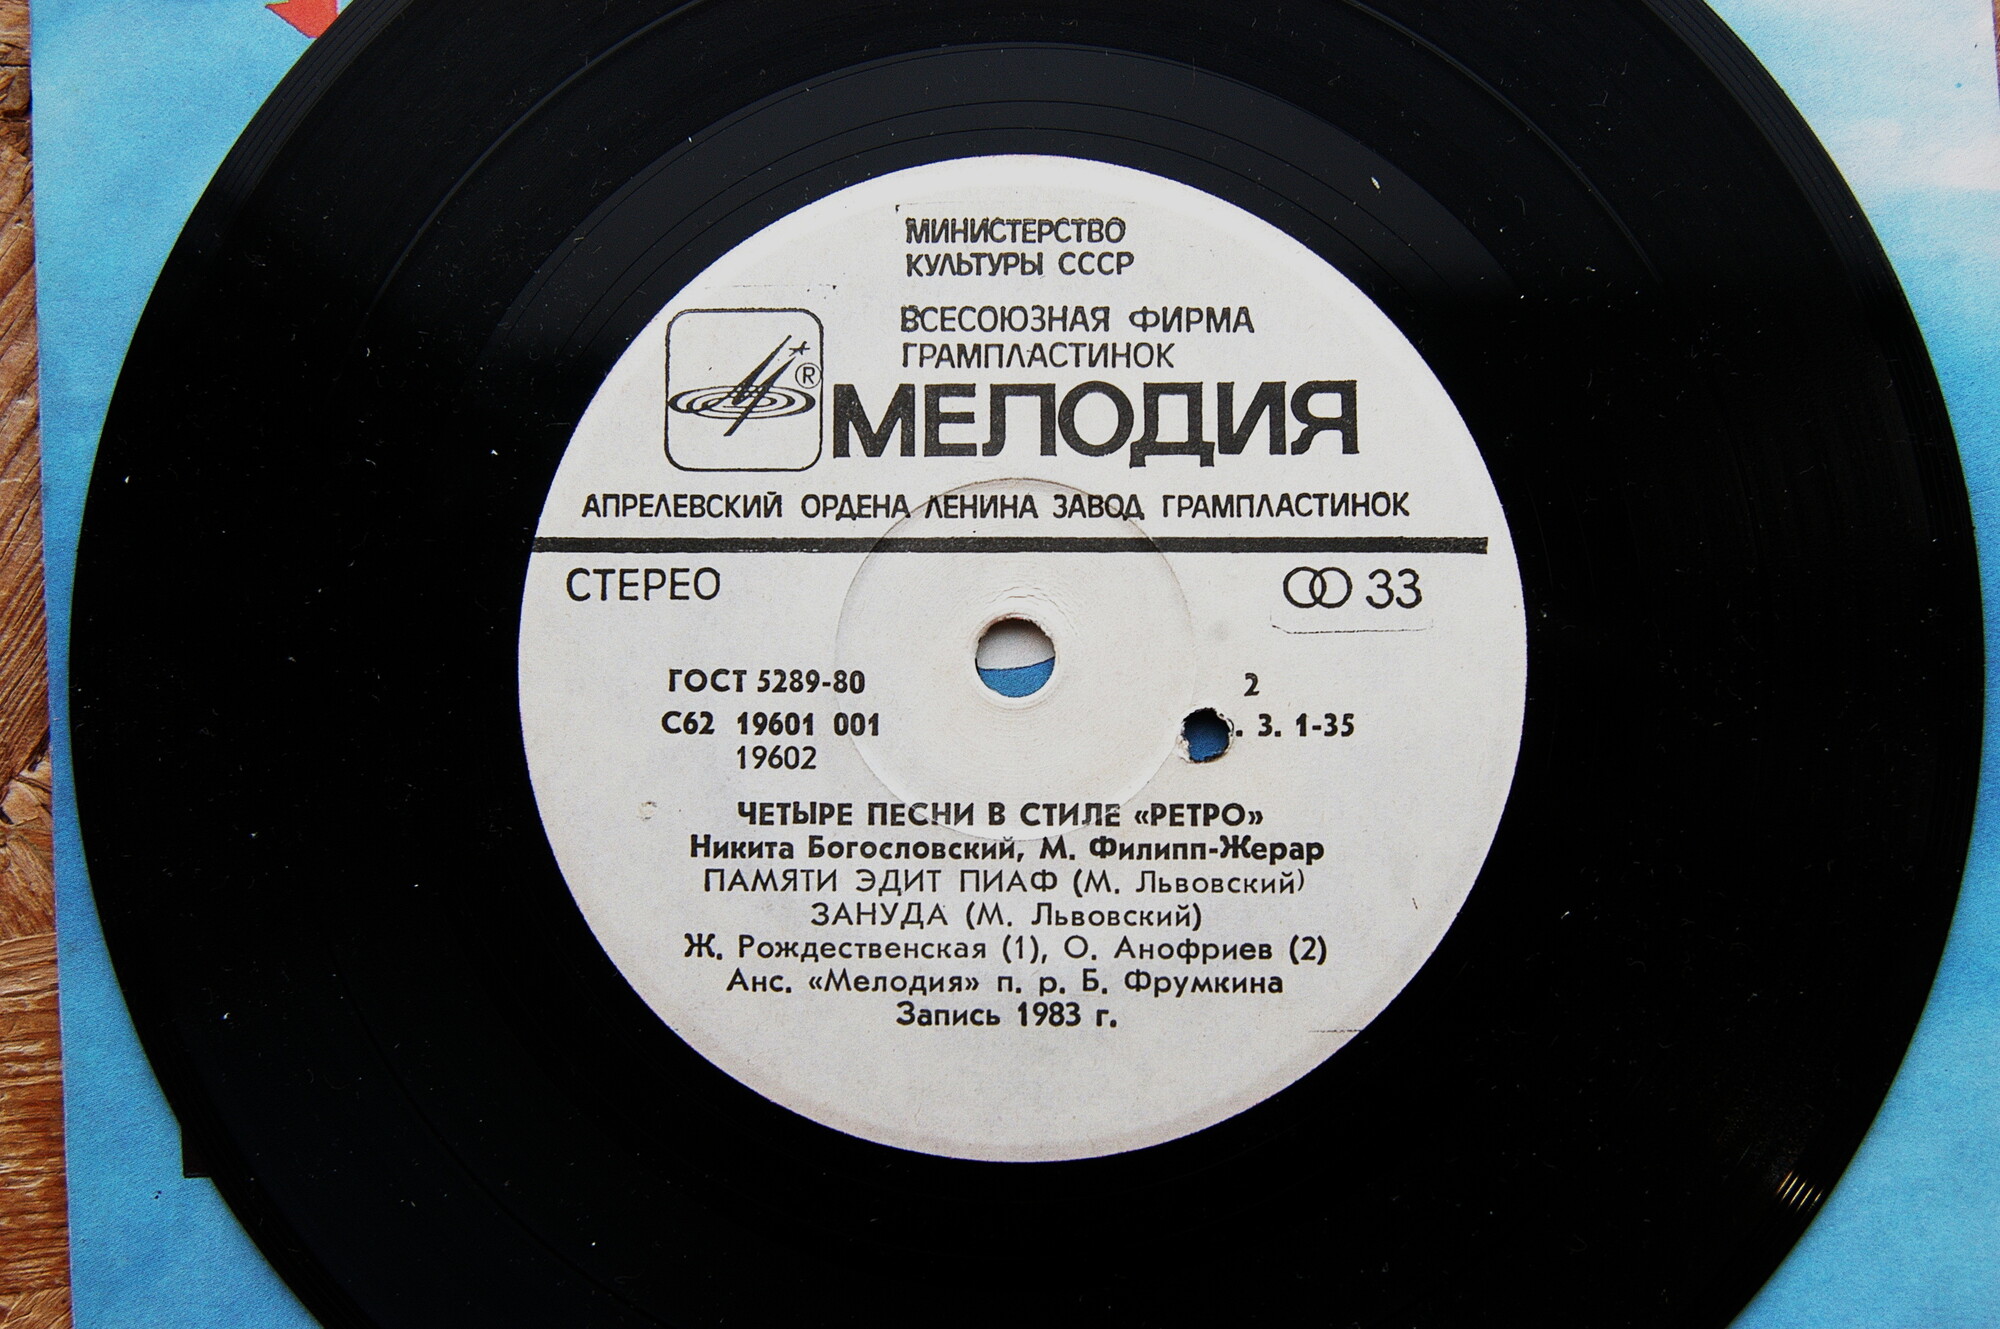 МИНИСТЕРСТВО
КУЛЬТУРЫ СССР
ВСЕСОЮЗНАЯ ФИРМА
ГРАМПЛАСТИНОК
®
МЕЛОДИЯ
АПРЕЛЕВСКИЙ ОРДЕНА ЛЕНИНА ЗАВОД ГРАМПЛАСТИНОК
СТЕРЕО 33
ГОСТ 5289-80 2
С62 19601 001 . 3. 1-35
19602
ЧЕТЫРЕ ПЕСНИ В СТИЛЕ «РЕТРО»
Никита Богословский, М. Филипп-Жерар
ПАМЯТИ ЭДИТ ПИАФ (М. Львовский)
ЗАНУДА (М. Львовский)
Ж. Рождественская (1), О. Анофриев (2)
Анс. «Мелодия» п. р. Б. Фрумкина
Запись 1983 г.